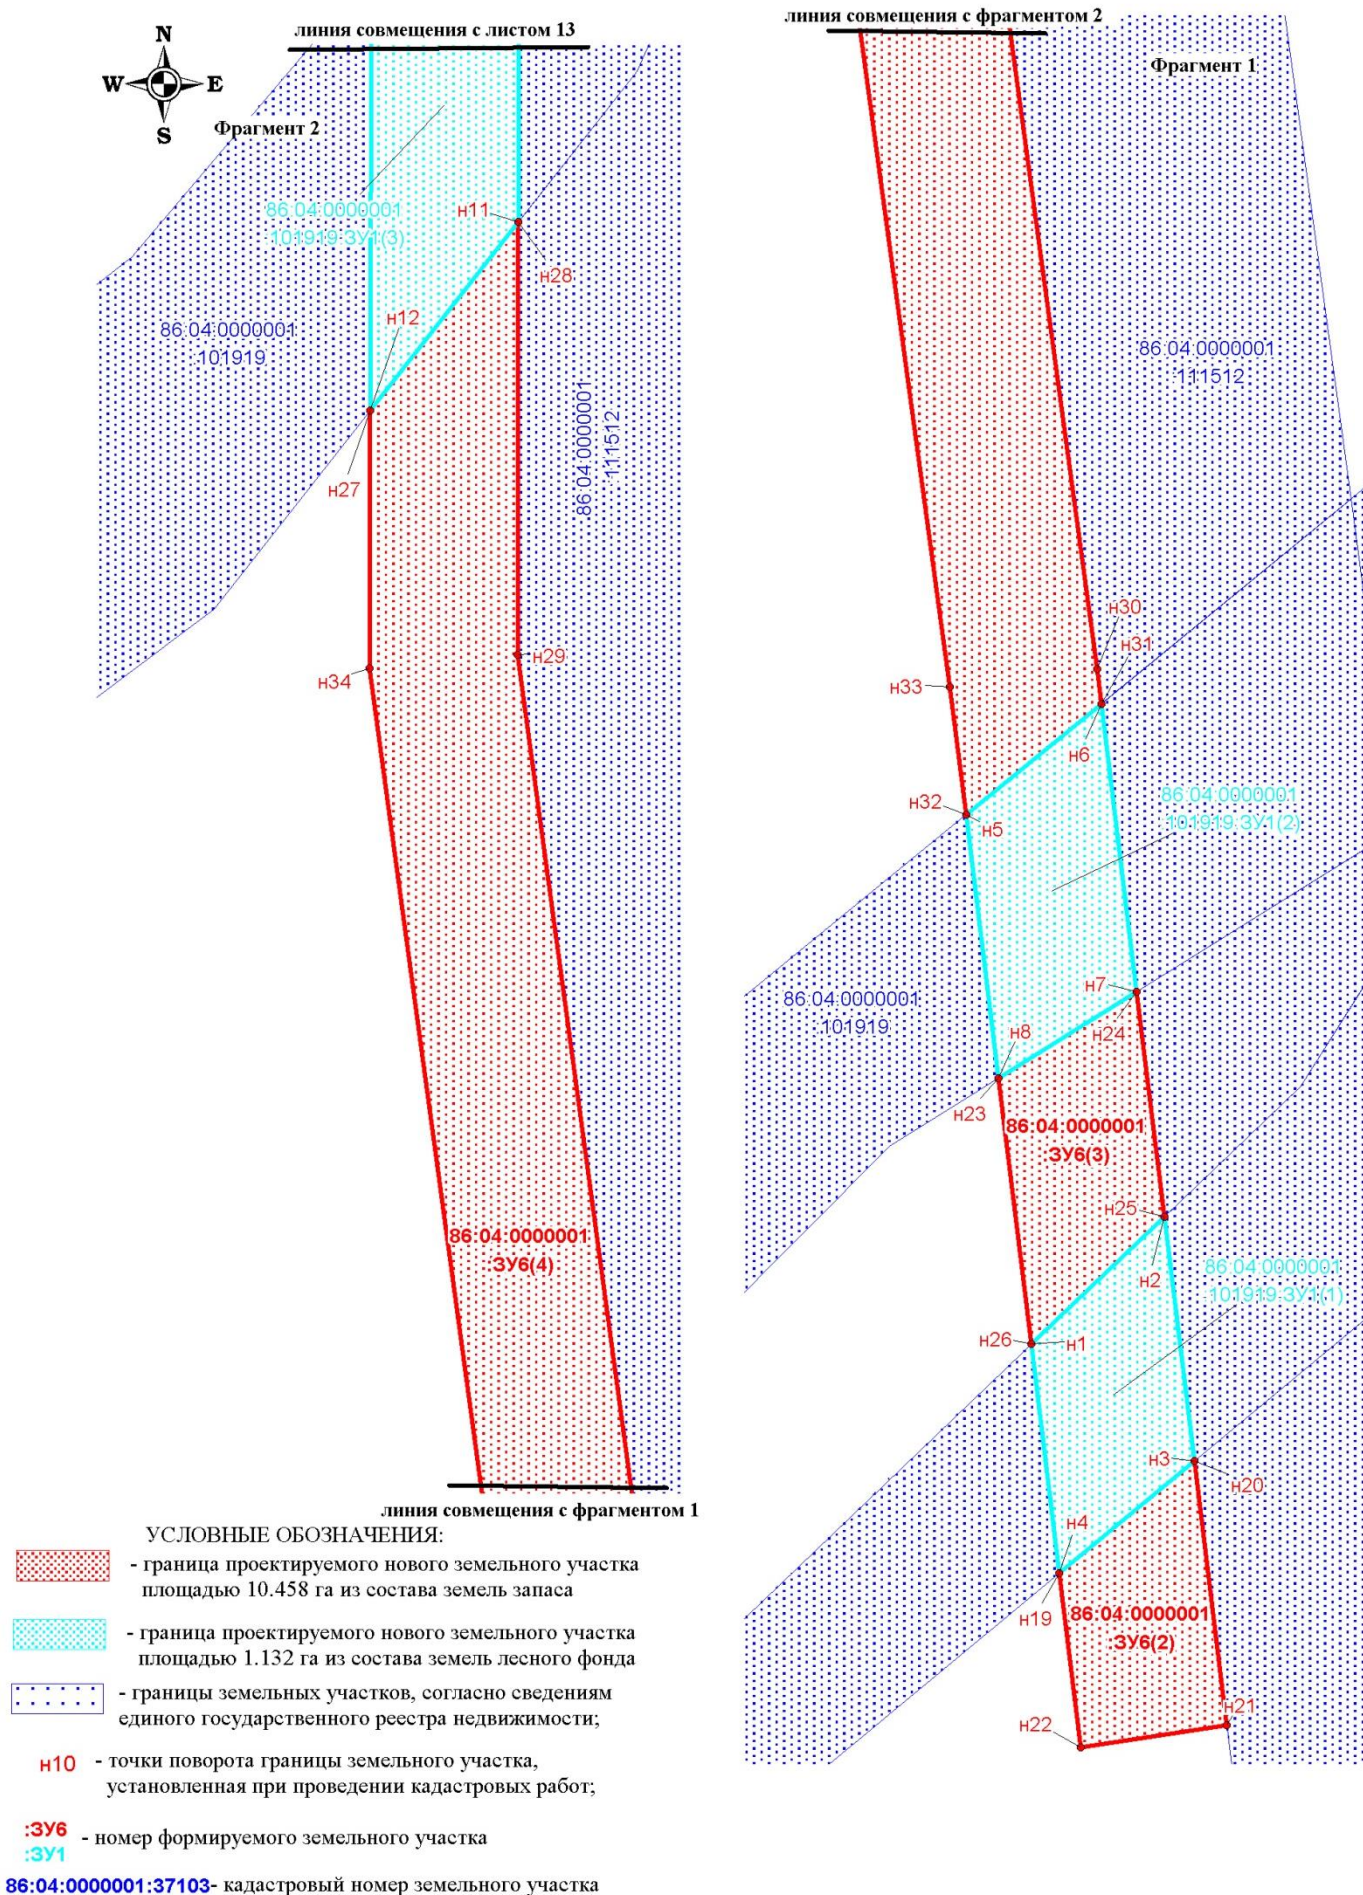 линия совмещения с листом 13
N
W
E
S
Фрагмент 2
86:04:0000001
:101919:ЗУ1(3)
н11
н28
86:04:0000001
:101919
н12
н27
86:04:0000001
:111512
н34
н29
86:04:0000001
:ЗУ6(4)
линия совмещения с фрагментом 1
линия совмещения с фрагментом 2
Фрагмент 1
86:04:0000001
:111512
н30
н31
н33
н6
н32
н5
86:04:0000001
:101919:ЗУ1(2)
86:04:0000001
:101919
н7
н24
н8
н23
86:04:0000001
:ЗУ6(3)
н25
н2
86:04:0000001
:101919:ЗУ1(1)
н26
н1
н3
н20
н4
н19
86:04:0000001
:ЗУ6(2)
н21
н22
УСЛОВНЫЕ ОБОЗНАЧЕНИЯ:
- граница проектируемого нового земельного участка
площадью 10.458 га из состава земель запаса
- граница проектируемого нового земельного участка
площадью 1.132 га из состава земель лесного фонда
- границы земельных участков, согласно сведениям
единого государственного реестра недвижимости;
н10 - точки поворота границы земельного участка,
установленная при проведении кадастровых работ;
:ЗУ6
:ЗУ1
- номер формируемого земельного участка
86:04:0000001:37103- кадастровый номер земельного участка